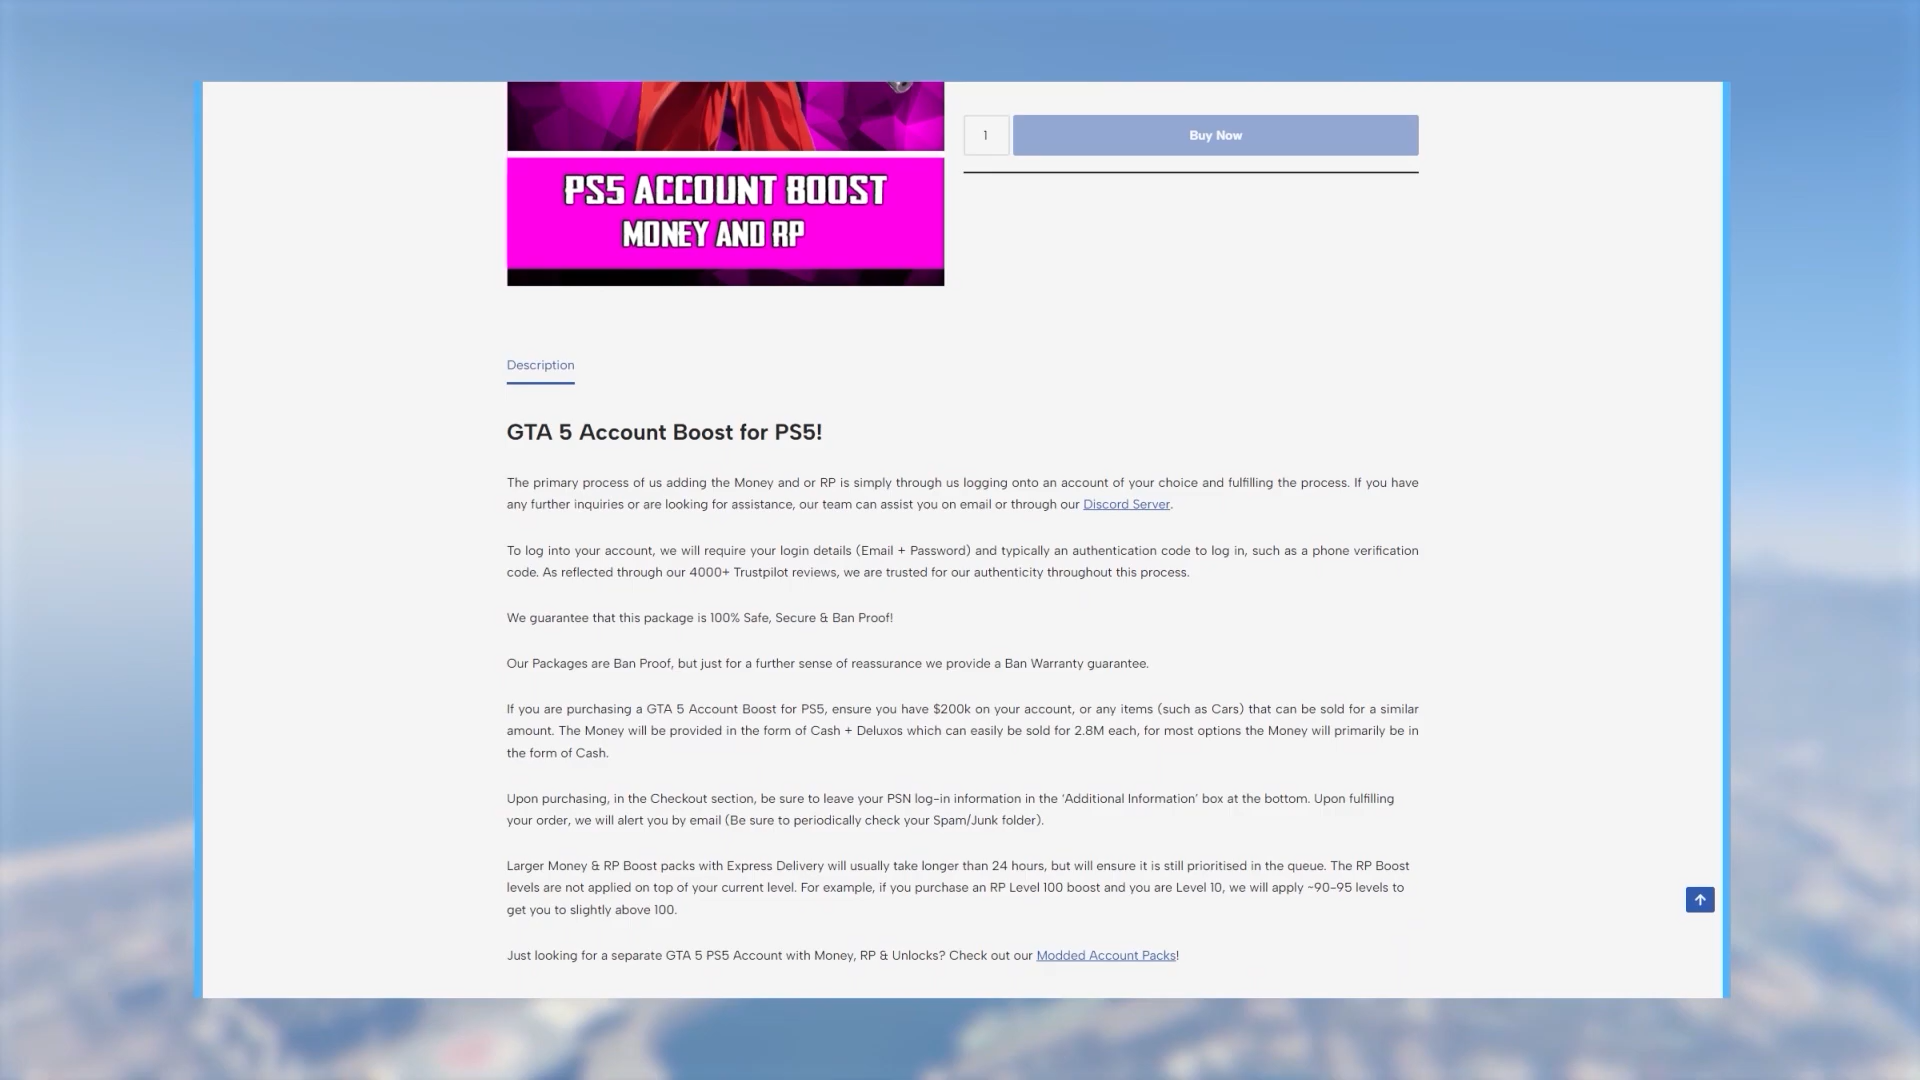 1
Buy Now
PS5 ACCOUNT BOOST
MONEY AND RP
Description
GTA 5 Account Boost for PS5!
The primary process of us adding the Money and or RP is simply through us logging onto an account of your choice and fulfilling the process. If you have
any further inquiries or are looking for assistance, our team can assist you on email or through our Discord Server.
To log into your account, we will require your login details (Email + Password) and typically an authentication code to log in, such as a phone verification
code. As reflected through our 4000+ Trustpilot reviews, we are trusted for our authenticity throughout this process.
We guarantee that this package is 100% Safe, Secure & Ban Proof!
Our Packages are Ban Proof, but just for a further sense of reassurance we provide a Ban Warranty guarantee.
If you are purchasing a GTA 5 Account Boost for PS5, ensure you have $200k on your account, or any items (such as Cars) that can be sold for a similar
amount. The Money will be provided in the form of Cash + Deluxos which can easily be sold for 2.8M each, for most options the Money will primarily be in
the form of Cash.
Upon purchasing, in the Checkout section, be sure to leave your PSN log-in information in the ‘Additional Information’ box at the bottom. Upon fulfilling
your order, we will alert you by email (Be sure to periodically check your Spam/Junk folder).
Larger Money & RP Boost packs with Express Delivery will usually take longer than 24 hours, but will ensure it is still prioritised in the queue. The RP Boost
levels are not applied on top of your current level. For example, if you purchase an RP Level 100 boost and you are Level 10, we will apply ~90-95 levels to
get you to slightly above 100.
Just looking for a separate GTA 5 PS5 Account with Money, RP & Unlocks? Check out our Modded Account Packs!